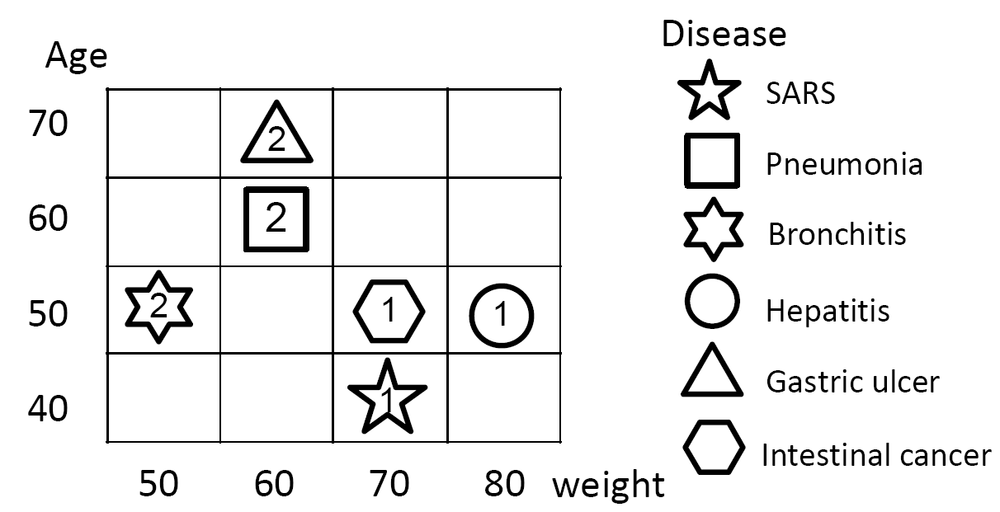 Disease
Age
SARS
70
2
Pneumonia
60
2
Bronchitis
50
2
1
1
Hepatitis
Gastric ulcer
40
1
Intestinal cancer
50
60
70
80
weight